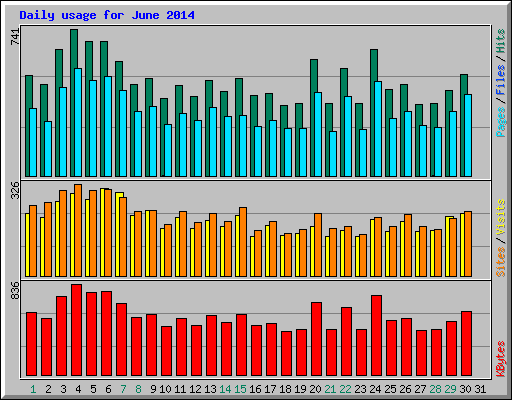 Daily usage for June 2014
741
Pages / Files / Hits
326
Sites / Visits
836
KBytes
1 2 3 4 5 6 7 8 9 10 11 12 13 14 15 16 17 18 19 20 21 22 23 24 25 26 27 28 29 30 31